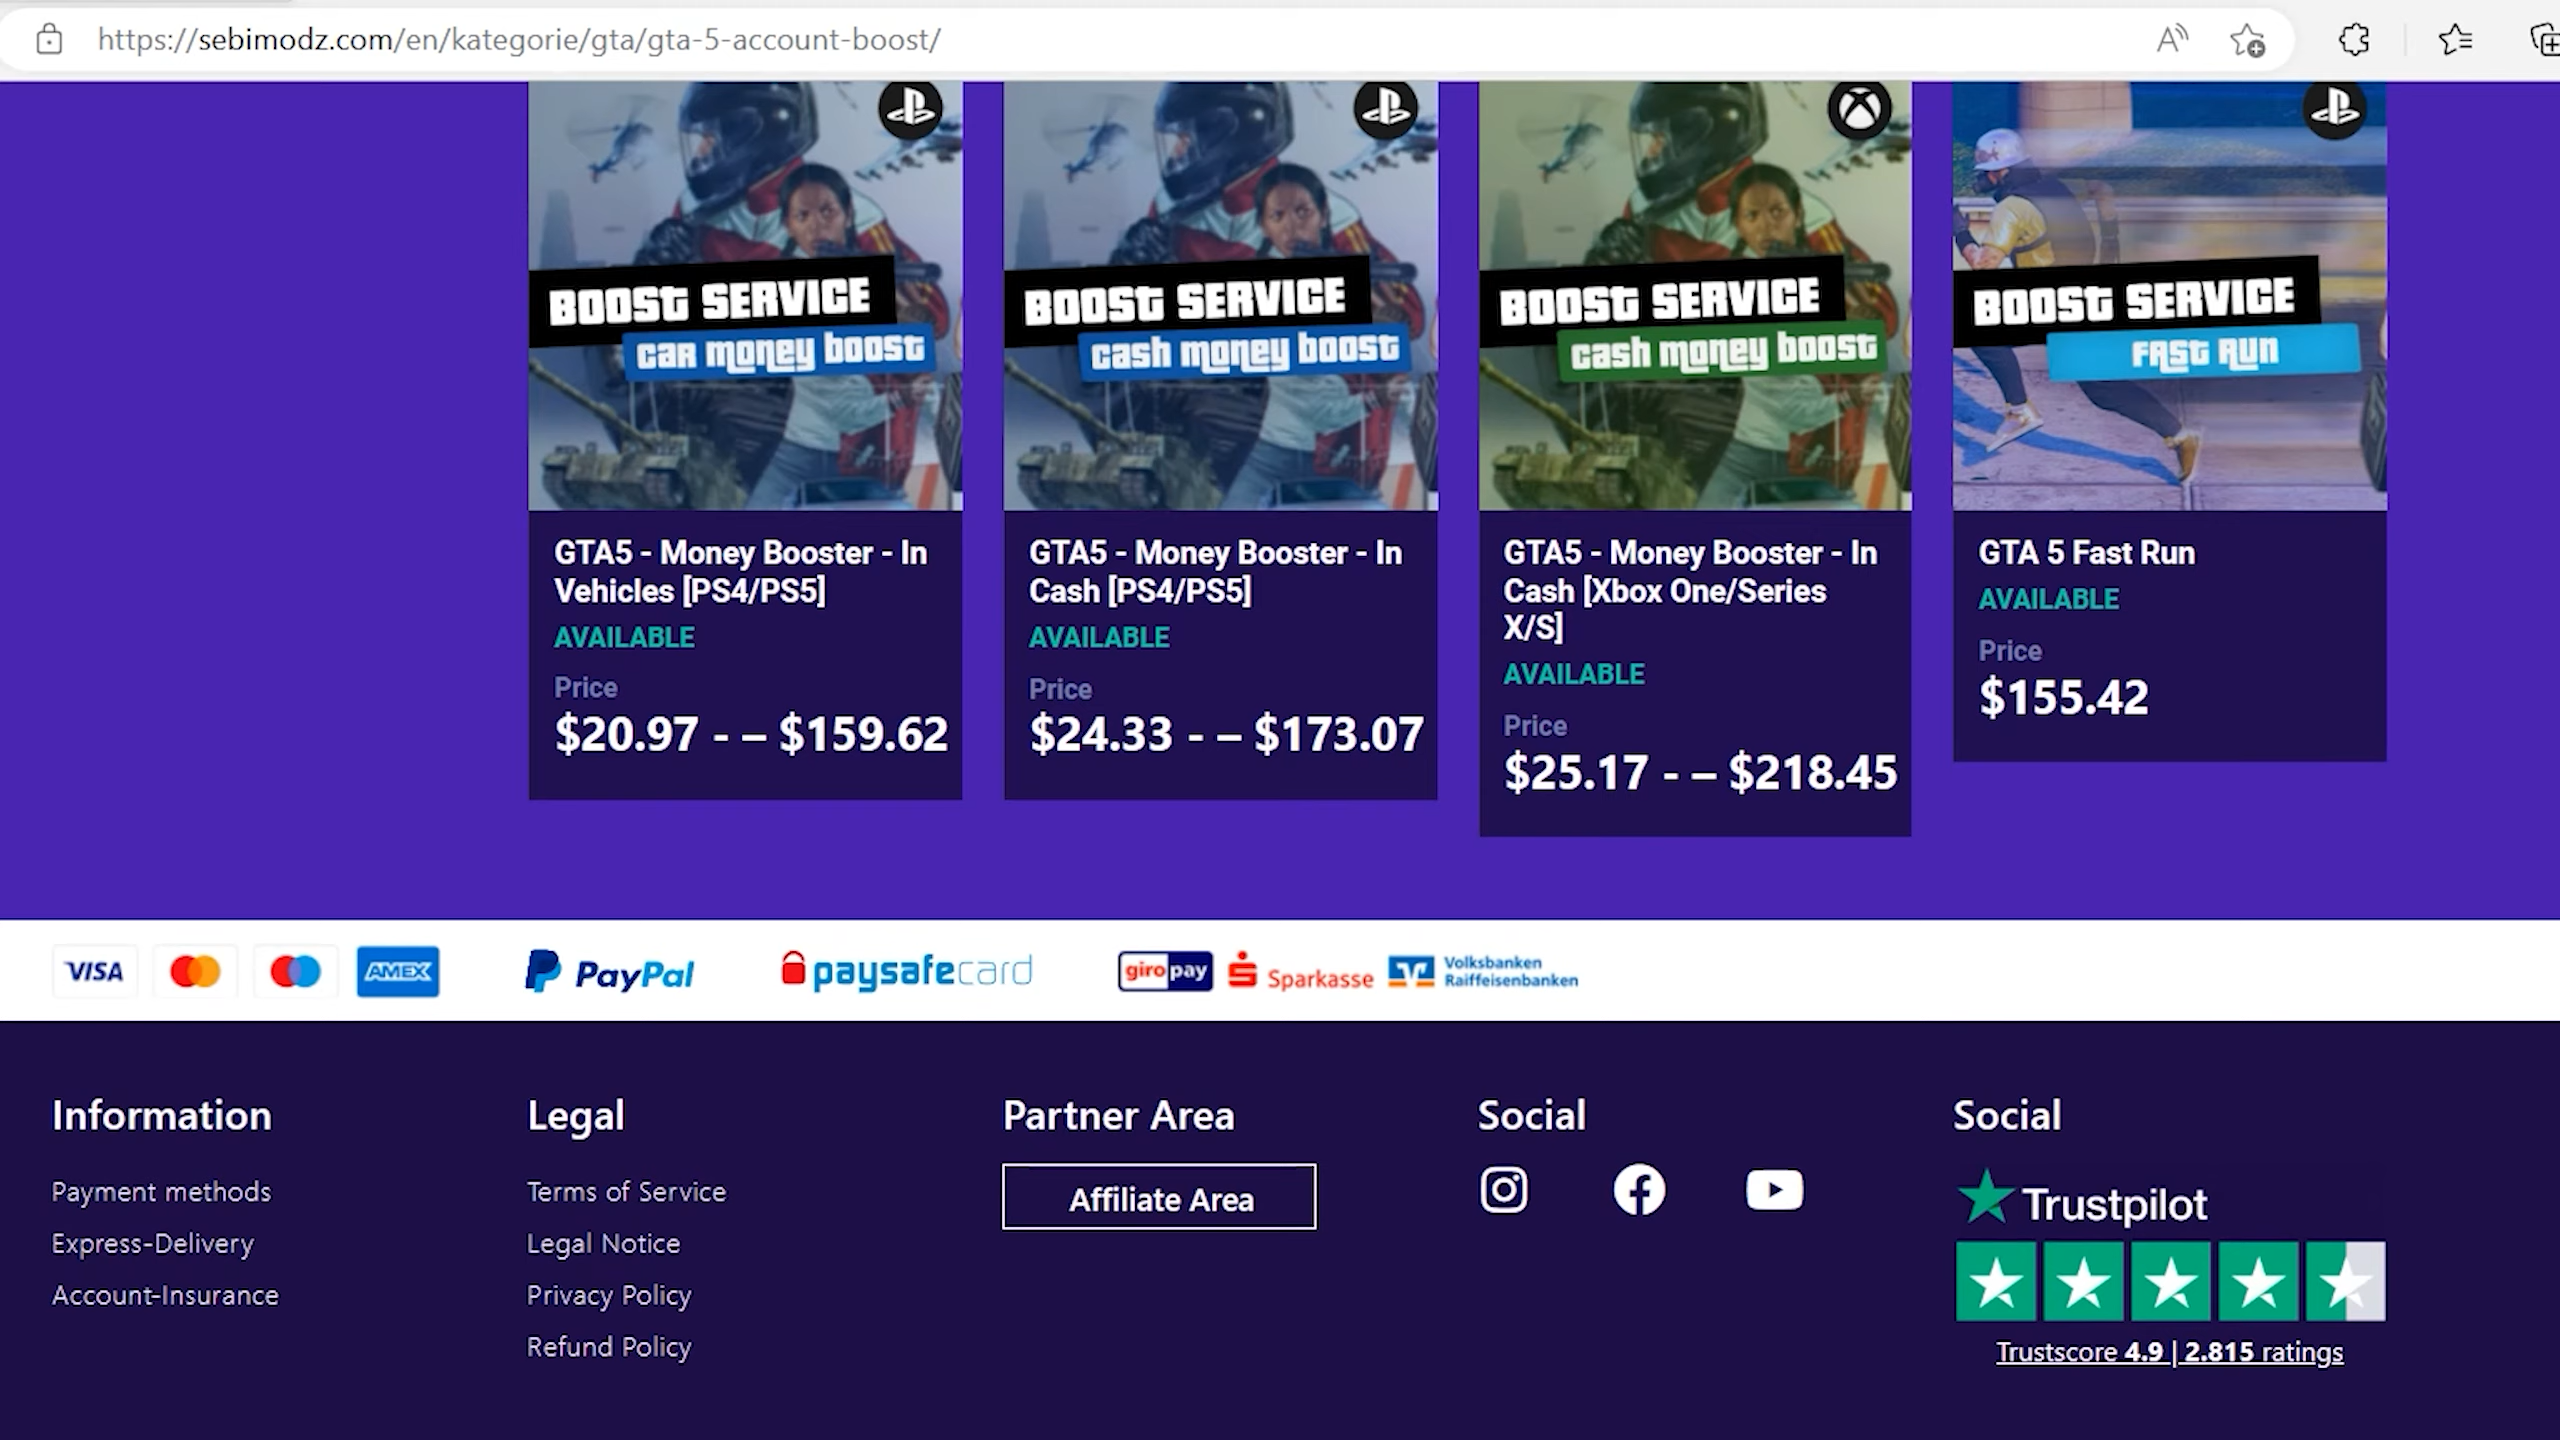 https://sebimodz.com/en/kategorie/gta/gta-5-account-boost/
BOOST SERVICE
car money boost
BOOST SERVICE
cash money boost
BOOST SERVICE
cash money boost
BOOST SERVICE
FAST RUN
GTA5 - Money Booster - In
Vehicles [PS4/PS5]
AVAILABLE
Price
$20.97 - – $159.62
GTA5 - Money Booster - In
Cash [PS4/PS5]
AVAILABLE
Price
$24.33 - – $173.07
GTA5 - Money Booster - In
Cash [Xbox One/Series
X/S]
AVAILABLE
Price
$25.17 - – $218.45
GTA 5 Fast Run
AVAILABLE
Price
$155.42
VISA
AMEX
PayPal
paysafecard
giropay
Sparkasse
Volksbanken
Raiffeisenbanken
Information
Payment methods
Express-Delivery
Account-Insurance
Legal
Terms of Service
Legal Notice
Privacy Policy
Refund Policy
Partner Area
Affiliate Area
Social
Social
Trustpilot
Trustscore 4.9 | 2.815 ratings